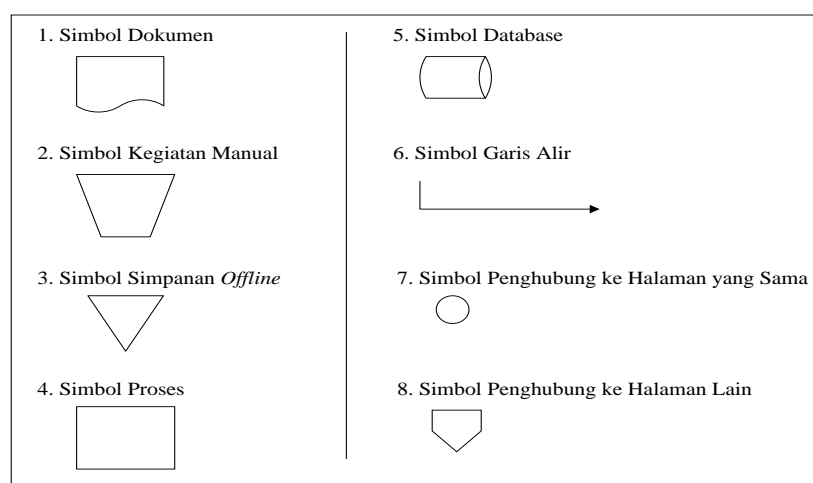 1. Simbol Dokumen
2. Simbol Kegiatan Manual
3. Simbol Simpanan Offline
4. Simbol Proses
5. Simbol Database
6. Simbol Garis Alir
7. Simbol Penghubung ke Halaman yang Sama
8. Simbol Penghubung ke Halaman Lain